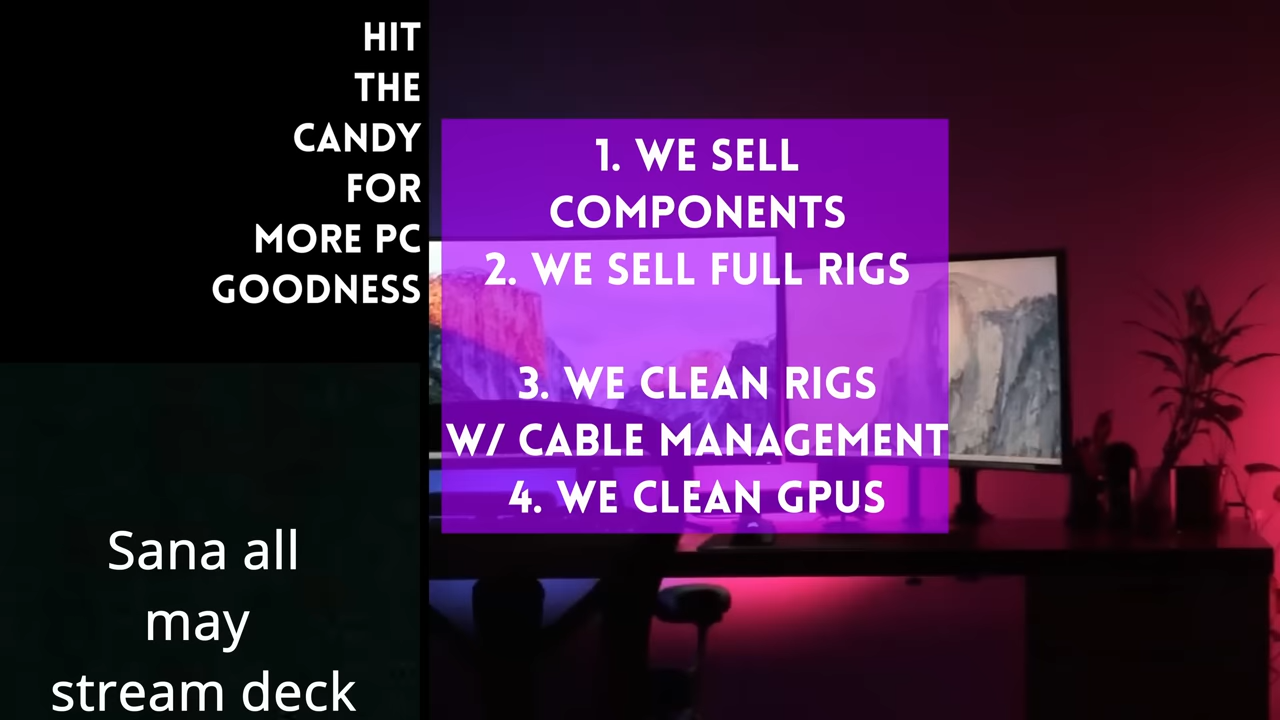 HIT
THE
CANDY
FOR
MORE PC
GOODNESS
1. WE SELL
COMPONENTS
2. WE SELL FULL RIGS
3. WE CLEAN RIGS
W/ CABLE MANAGEMENT
4. WE CLEAN GPUS
Sana all
may
stream deck